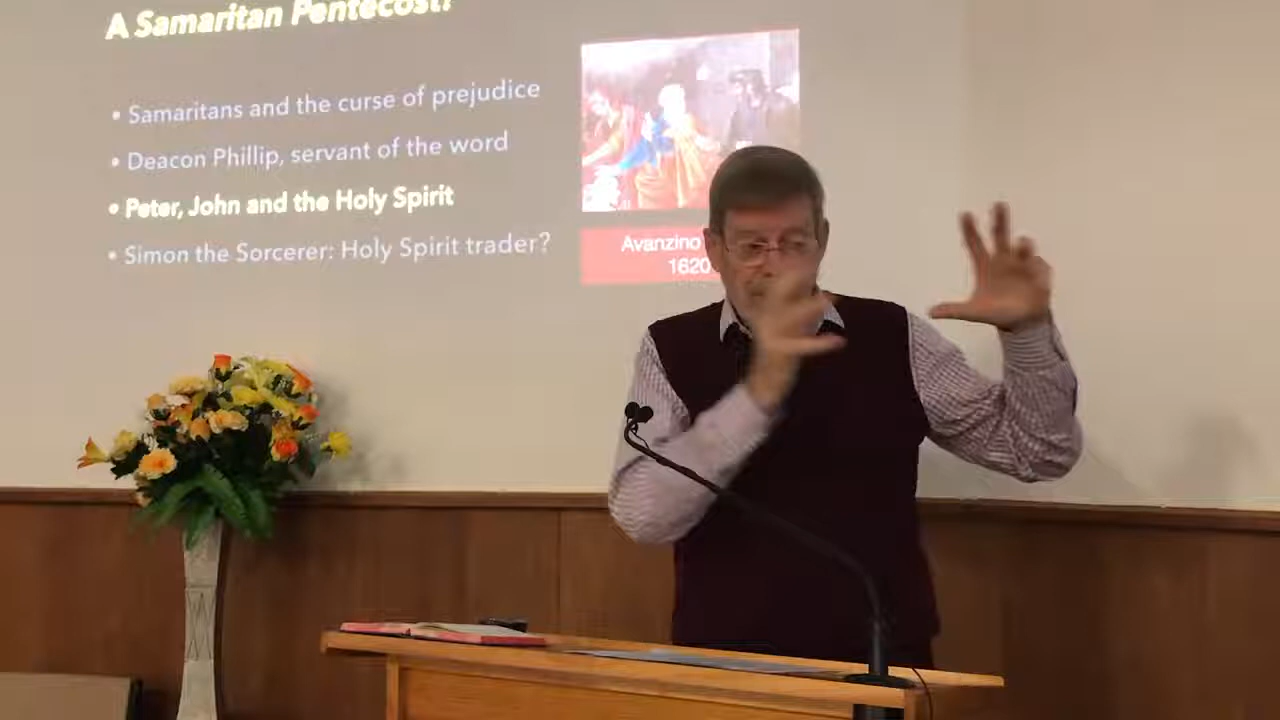 A Samaritan Pentecost?
• Samaritans and the curse of prejudice
• Deacon Phillip, servant of the word
• Peter, John and the Holy Spirit
• Simon the Sorcerer: Holy Spirit trader?
Avanzino
1620